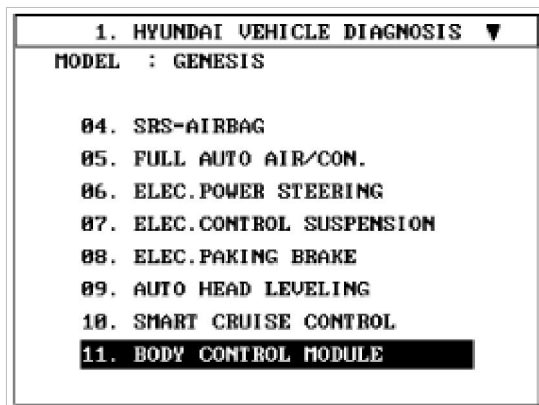 1. HYUNDAI VEHICLE DIAGNOSIS ▼
MODEL : GENESIS
04. SRS-AIRBAG
05. FULL AUTO AIR/CON.
06. ELEC.POWER STEERING
07. ELEC.CONTROL SUSPENSION
08. ELEC.PAKING BRAKE
09. AUTO HEAD LEVELING
10. SMART CRUISE CONTROL
11. BODY CONTROL MODULE